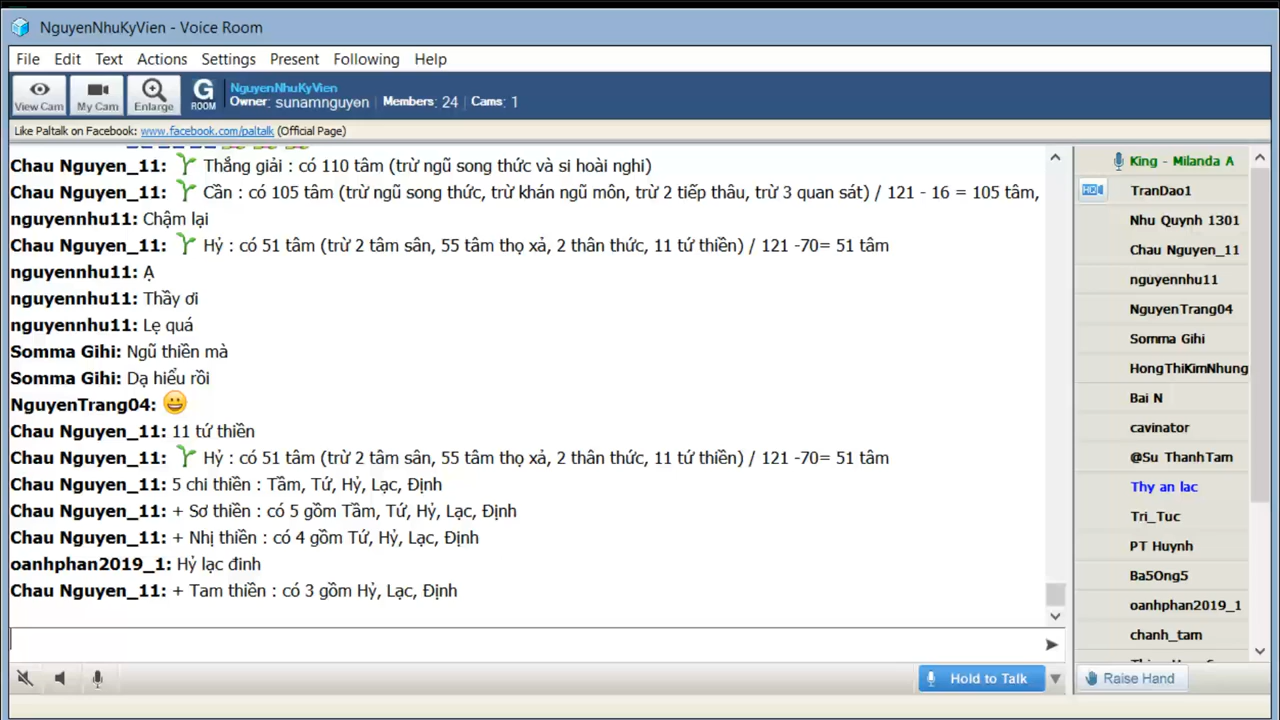 NguyenNhuKyVien - Voice Room
File Edit Text Actions Settings Present Following Help
View Cam My Cam Enlarge G ROOM NguyenNhuKyVien
Owner: sunamnguyen Members: 24 Cams: 1
Like Paltalk on Facebook: www.facebook.com/paltalk (Official Page)
Chau Nguyen_11: Thắng giải : có 110 tâm (trừ ngũ song thức và si hoài nghi)
Chau Nguyen_11: Cần : có 105 tâm (trừ ngũ song thức, trừ khán ngũ môn, trừ 2 tiếp thâu, trừ 3 quan sát) / 121 - 16 = 105 tâm,
nguyennhu11: Chậm lại
Chau Nguyen_11: Hỷ : có 51 tâm (trừ 2 tâm sân, 55 tâm thọ xả, 2 thân thức, 11 tứ thiền) / 121 -70= 51 tâm
nguyennhu11: Ạ
nguyennhu11: Thầy ơi
nguyennhu11: Lẹ quá
Somma Gihi: Ngũ thiền mà
Somma Gihi: Dạ hiểu rồi
NguyenTrang04:
Chau Nguyen_11: 11 tứ thiền
Chau Nguyen_11: Hỷ : có 51 tâm (trừ 2 tâm sân, 55 tâm thọ xả, 2 thân thức, 11 tứ thiền) / 121 -70= 51 tâm
Chau Nguyen_11: 5 chi thiền : Tầm, Tứ, Hỷ, Lạc, Định
Chau Nguyen_11: + Sơ thiền : có 5 gồm Tầm, Tứ, Hỷ, Lạc, Định
Chau Nguyen_11: + Nhị thiền : có 4 gồm Tứ, Hỷ, Lạc, Định
oanhphan2019_1: Hỷ lạc đinh
Chau Nguyen_11: + Tam thiền : có 3 gồm Hỷ, Lạc, Định
King - Milanda A
TranDao1
Nhu Quynh 1301
Chau Nguyen_11
nguyennhu11
NguyenTrang04
Somma Gihi
HongThiKimNhung
Bai N
cavinator
@Su ThanhTam
Thy an lac
Tri_Tuc
PT Huynh
Ba5Ong5
oanhphan2019_1
chanh_tam
Hold to Talk
Raise Hand